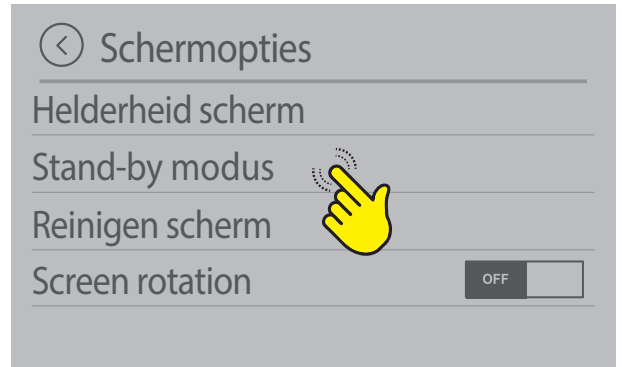 Schermopties
Helderheid scherm
Stand-by modus
Reinigen scherm
Screen rotation OFF